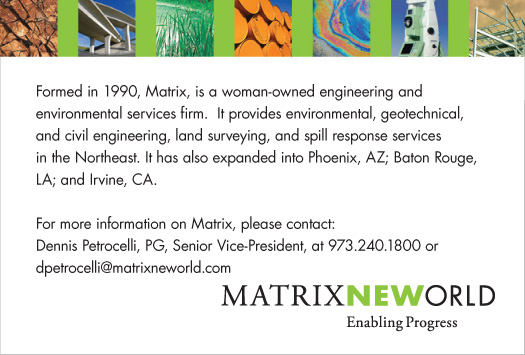 Formed in 1990, Matrix, is a woman-owned engineering and
environmental services firm.  It provides environmental, geotechnical,
and civil engineering, land surveying, and spill response services
in the Northeast. It has also expanded into Phoenix, AZ; Baton Rouge,
LA; and Irvine, CA.
For more information on Matrix, please contact:
Dennis Petrocelli, PG, Senior Vice-President, at 973.240.1800 or
dpetrocelli@matrixneworld.com
MATRIXNEWORLD
Enabling Progress